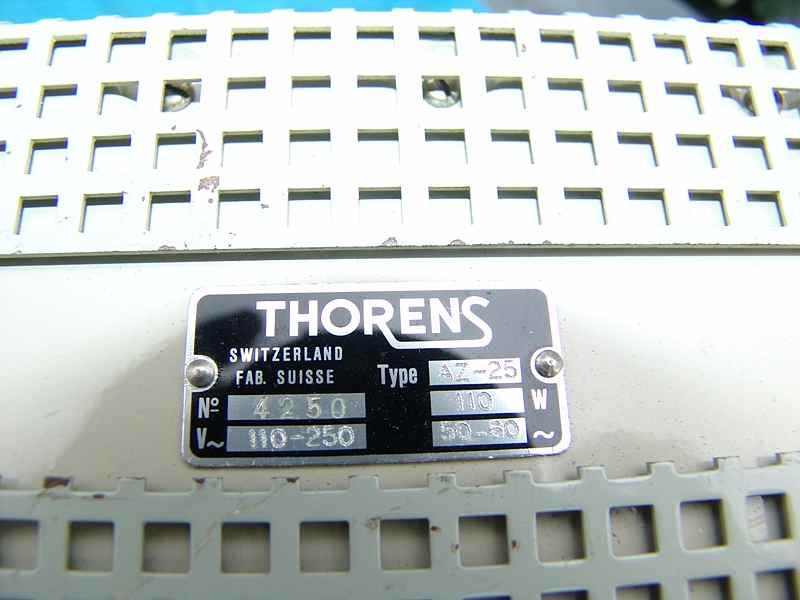 THORENS
SWITZERLAND
FAB. SUISSE Type AZ-25
Nº 4250 110 W
V~ 110-250 50-60 ~